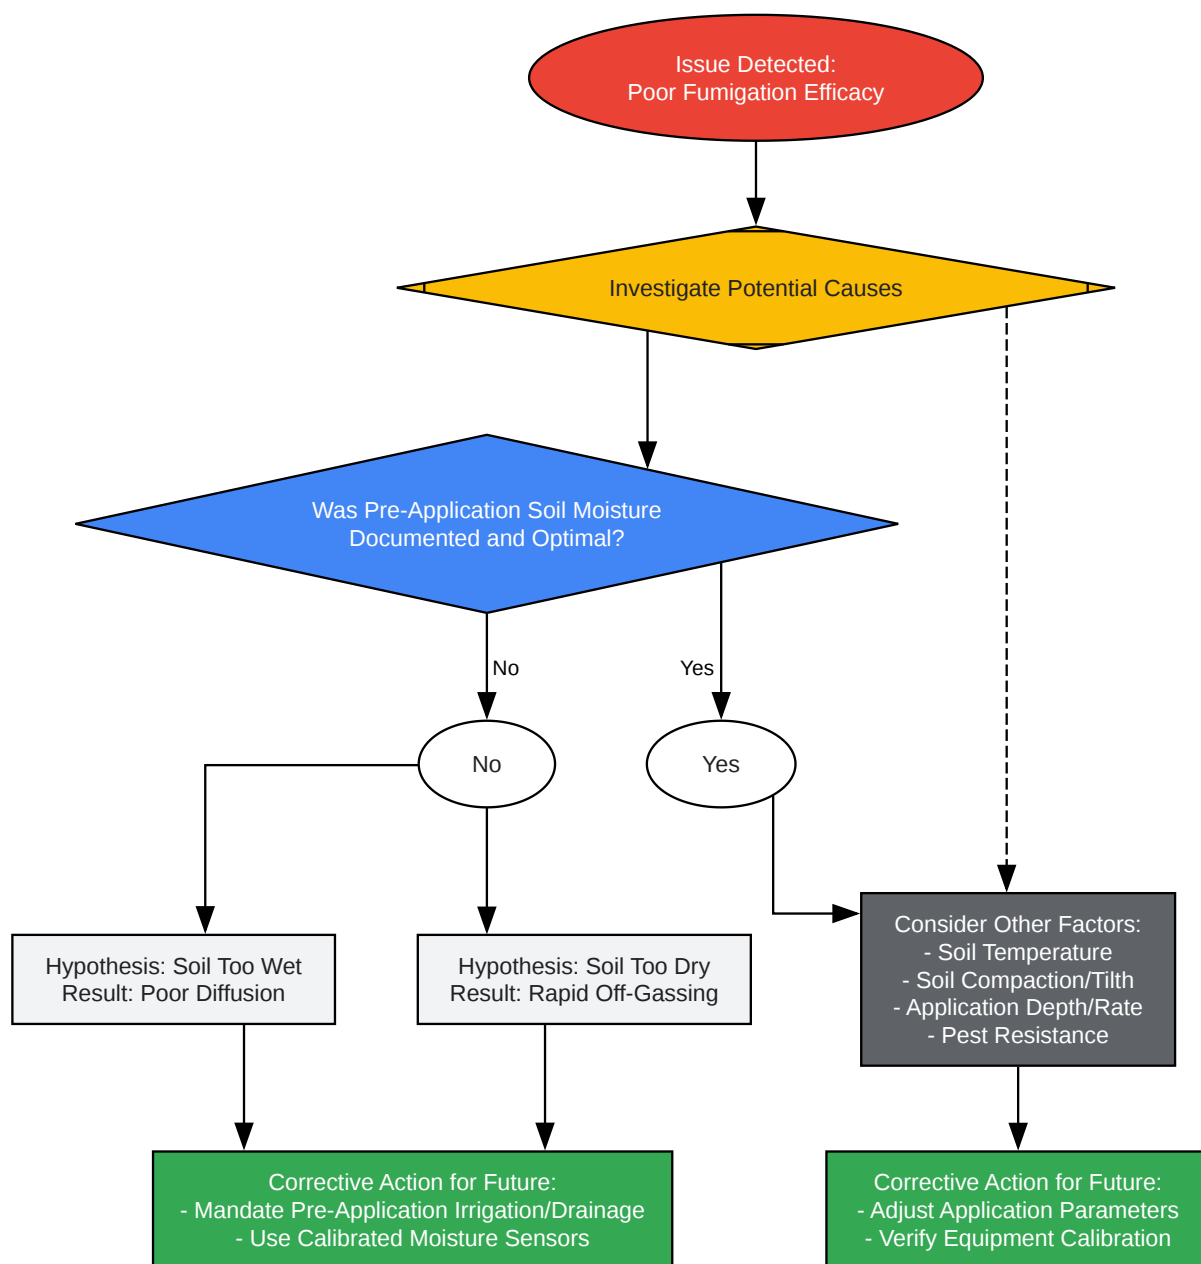 Issue Detected:
Poor Fumigation Efficacy
Investigate Potential Causes
Was Pre-Application Soil Moisture
Documented and Optimal?
No
Yes
No
Yes
Hypothesis: Soil Too Wet
Result: Poor Diffusion
Hypothesis: Soil Too Dry
Result: Rapid Off-Gassing
Consider Other Factors:
- Soil Temperature
- Soil Compaction/Tilth
- Application Depth/Rate
- Pest Resistance
Corrective Action for Future:
- Mandate Pre-Application Irrigation/Drainage
- Use Calibrated Moisture Sensors
Corrective Action for Future:
- Adjust Application Parameters
- Verify Equipment Calibration